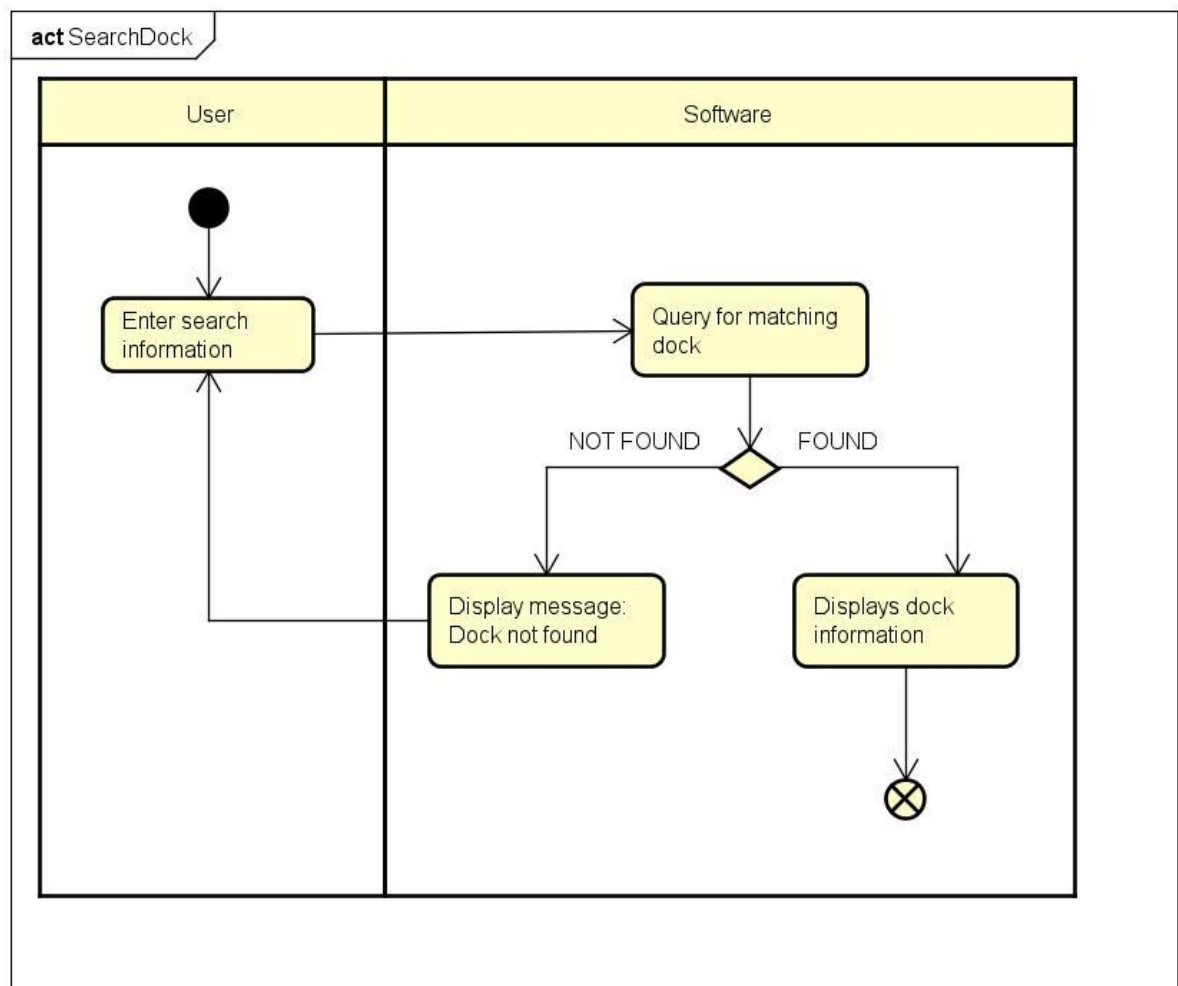 act SearchDock
User
Software
Enter search
information
Query for matching
dock
NOT FOUND
FOUND
Display message:
Dock not found
Displays dock
information